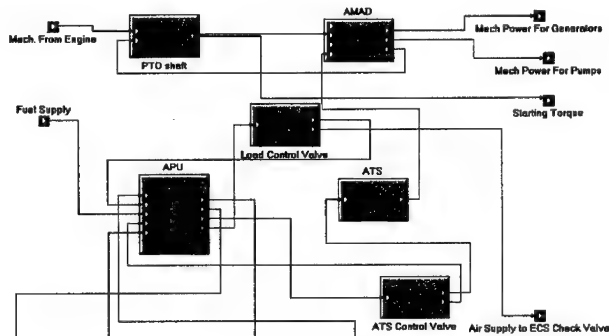 AMAD
Mech. From Engine
Mech Power For Generators
PTO shaft
Mech Power For Pumps
Fuel Supply
Starting Torque
Load Control Valve
APU
ATS
ATS Control Valve
Air Supply to ECS Check Valve